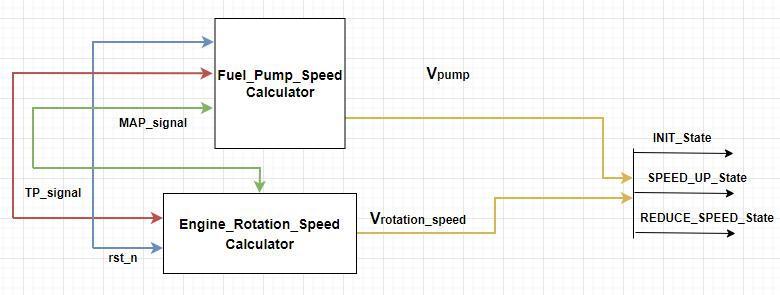 Fuel_Pump_Speed
Calculator
Vpump
MAP_signal
INIT_State
SPEED_UP_State
TP_signal
REDUCE_SPEED_State
Engine_Rotation_Speed
Calculator
Vrotation_speed
rst_n